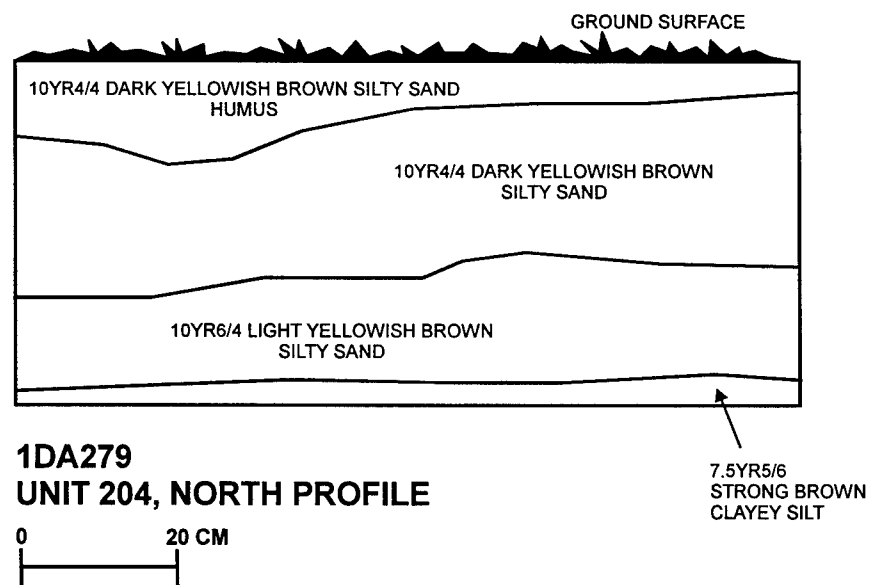 GROUND SURFACE
10YR4/4 DARK YELLOWISH BROWN SILTY SAND
HUMUS
10YR4/4 DARK YELLOWISH BROWN
SILTY SAND
10YR6/4 LIGHT YELLOWISH BROWN
SILTY SAND
7.5YR5/6
STRONG BROWN
CLAYEY SILT
1DA279
UNIT 204, NORTH PROFILE
0 20 CM